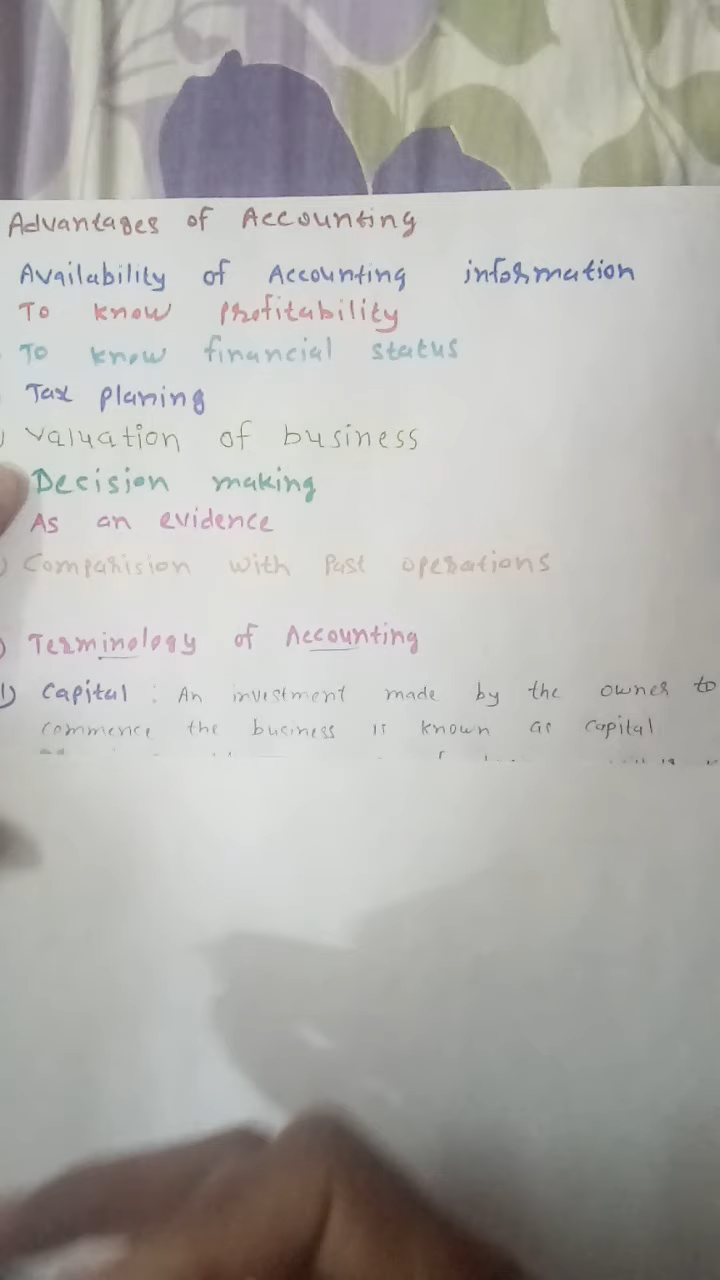 Advantages of Accounting
Availability of Accounting information
To know Profitability
To know financial status
Tax planing
Valuation of business
Decision making
As an evidence
Comparision with Past operations
Terminology of Accounting
1) Capital : An investment made by the owner to
commence the business is known as capital